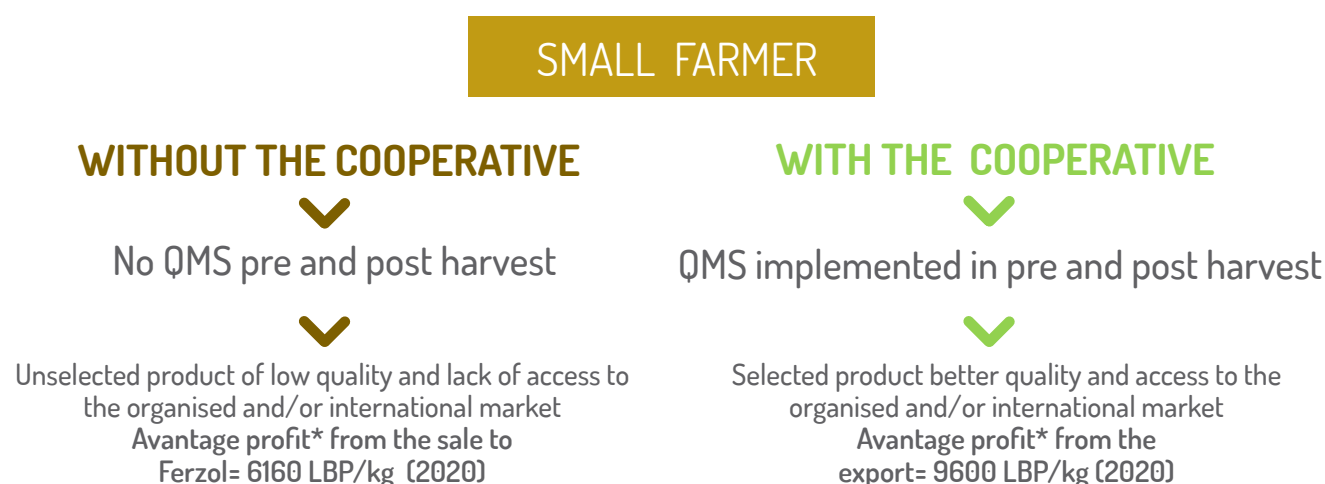 SMALL FARMER
WITHOUT THE COOPERATIVE
No QMS pre and post harvest
Unselected product of low quality and lack of access to
the organised and/or international market
Avantage profit* from the sale to
Ferzol= 6160 LBP/kg (2020)
WITH THE COOPERATIVE
QMS implemented in pre and post harvest
Selected product better quality and access to the
organised and/or international market
Avantage profit* from the
export= 9600 LBP/kg (2020)